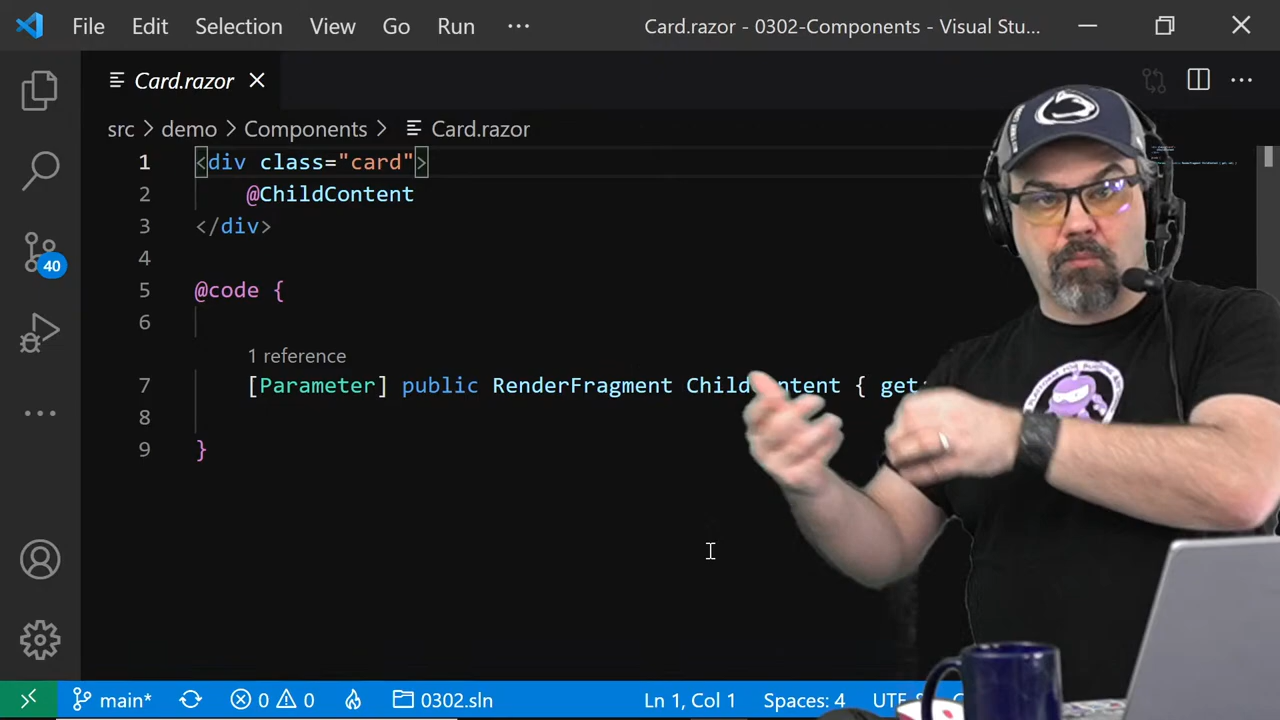 File Edit Selection View Go Run ··· Card.razor - 0302-Components - Visual Stu...
Card.razor
src > demo > Components > Card.razor
1 <div class="card">
2 @ChildContent
3 </div>
4
5 @code {
6
1 reference
7 [Parameter] public RenderFragment { get;
8
9 }
40
main* 0 0 0302.sln Ln 1, Col 1 Spaces: 4